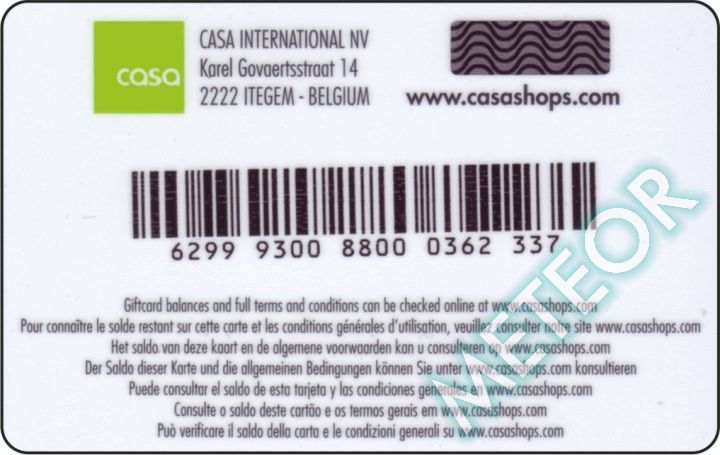 casa
CASA INTERNATIONAL NV
Karel Govaertsstraat 14
2222 ITEGEM - BELGIUM
www.casashops.com
6299 9300 8800 0362 337
METEOR
Giftcard balances and full terms and conditions can be checked online at www.casashops.com
Pour connaître le solde restant sur cette carte et les conditions générales d'utilisation, veuillez consulter notre site www.casashops.com
Het saldo van deze kaart en de algemene voorwaarden kan u consulteren op www.casashops.com
Der Saldo dieser Karte und die allgemeinen Bedingungen können Sie unter www.casashops.com konsultieren
Puede consultar el saldo de esta tarjeta y las condiciones generales en www.casashops.com
Consulte o saldo deste cartão e os termos gerais em www.casashops.com
Può verificare il saldo della carta e le condizioni generali su www.casashops.com